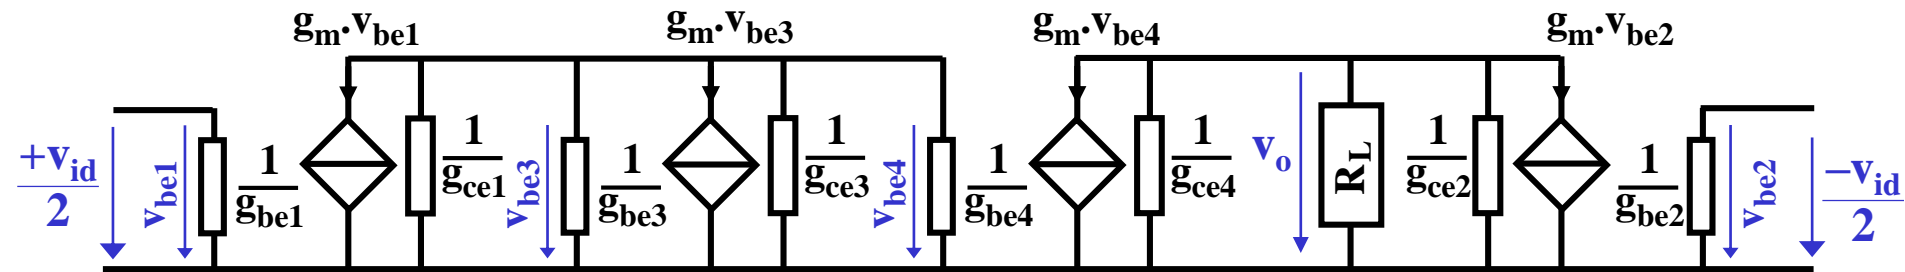 gm.vbe1
gm.vbe3
gm.vbe4
gm.vbe2
+vid
2
vbe1
1
gbe1
1
gce1
vbe3
1
gbe3
1
gce3
vbe4
1
gbe4
1
gce4
vo
RL
1
gce2
1
gbe2
vbe2
−vid
2